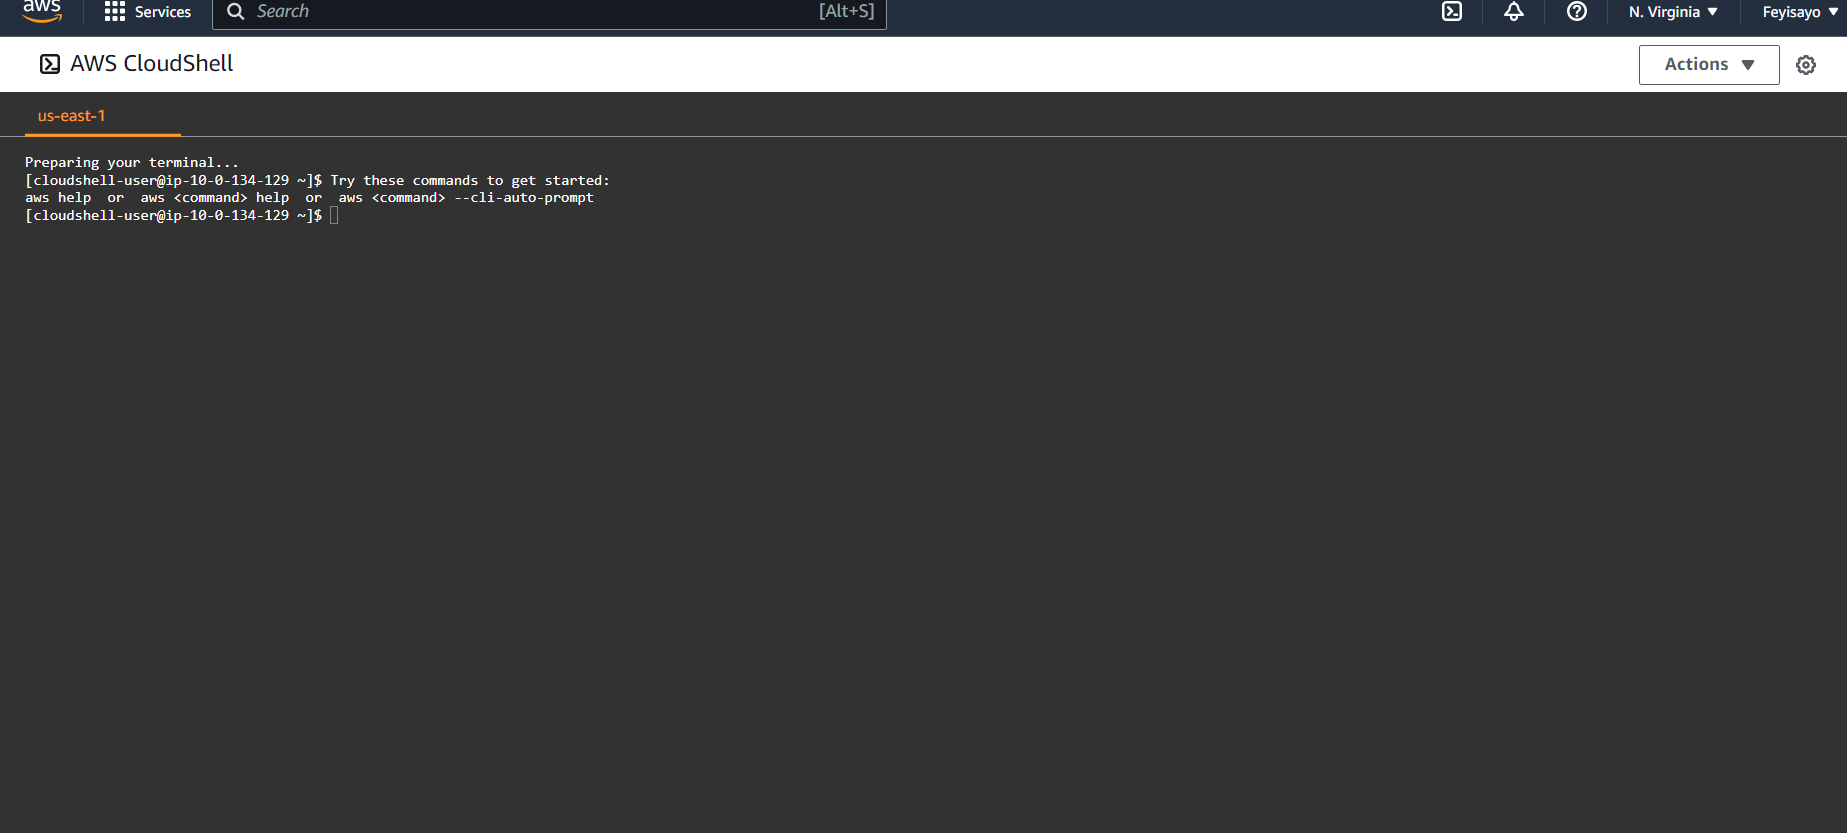 aws Services Search [Alt+S] N. Virginia ▼ Feyisayo ▼
AWS CloudShell Actions ▼
us-east-1
Preparing your terminal...
[cloudshell-user@ip-10-0-134-129 ~]$ Try these commands to get started:
aws help  or  aws <command> help  or  aws <command> --cli-auto-prompt
[cloudshell-user@ip-10-0-134-129 ~]$